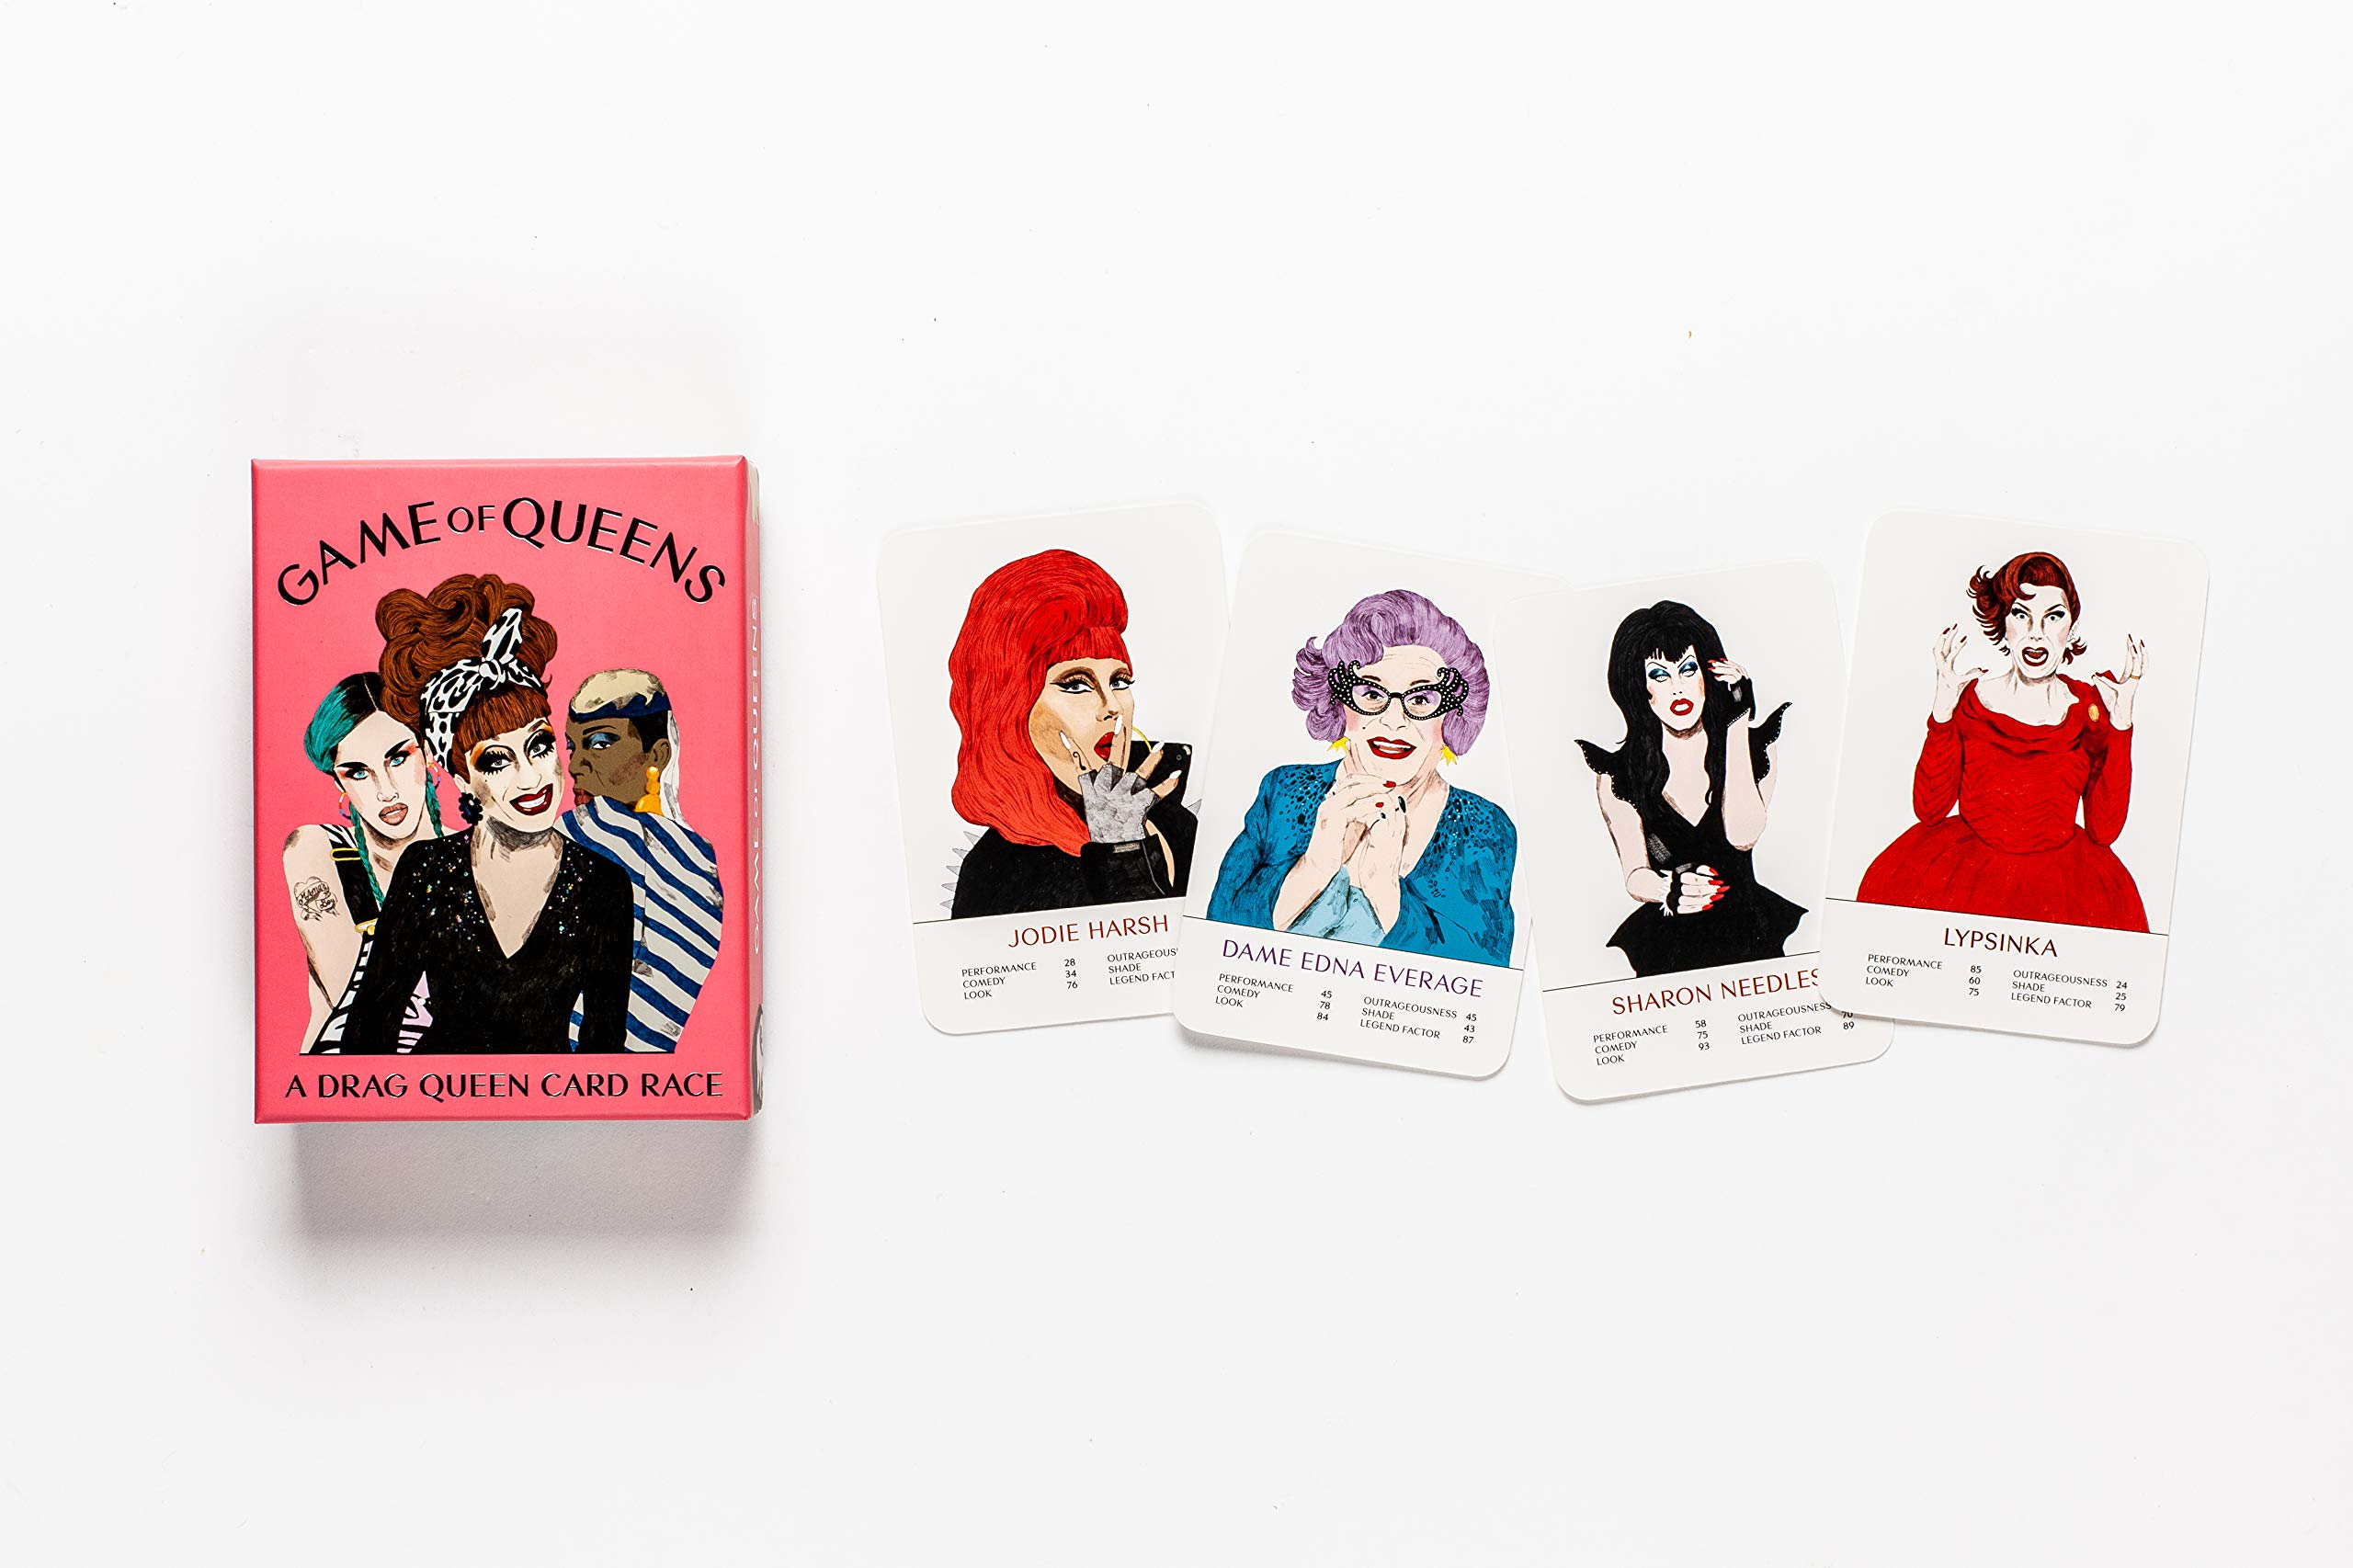 GAME OF QUEENS
A DRAG QUEEN CARD RACE
GAME OF QUEENS
JODIE HARSH
PERFORMANCE 28 OUTRAGEOUS
COMEDY 34 SHADE
LOOK 76 LEGEND FACT
DAME EDNA EVERAGE
PERFORMANCE 45 OUTRAGEOUSNESS 45
COMEDY 78 SHADE 43
LOOK 84 LEGEND FACTOR 87
SHARON NEEDLES
PERFORMANCE 58 OUTRAGEOUSNESS
COMEDY 75 SHADE 70
LOOK 93 LEGEND FACTOR 89
LYPSINKA
PERFORMANCE 85 OUTRAGEOUSNESS 24
COMEDY 60 SHADE 25
LOOK 75 LEGEND FACTOR 79